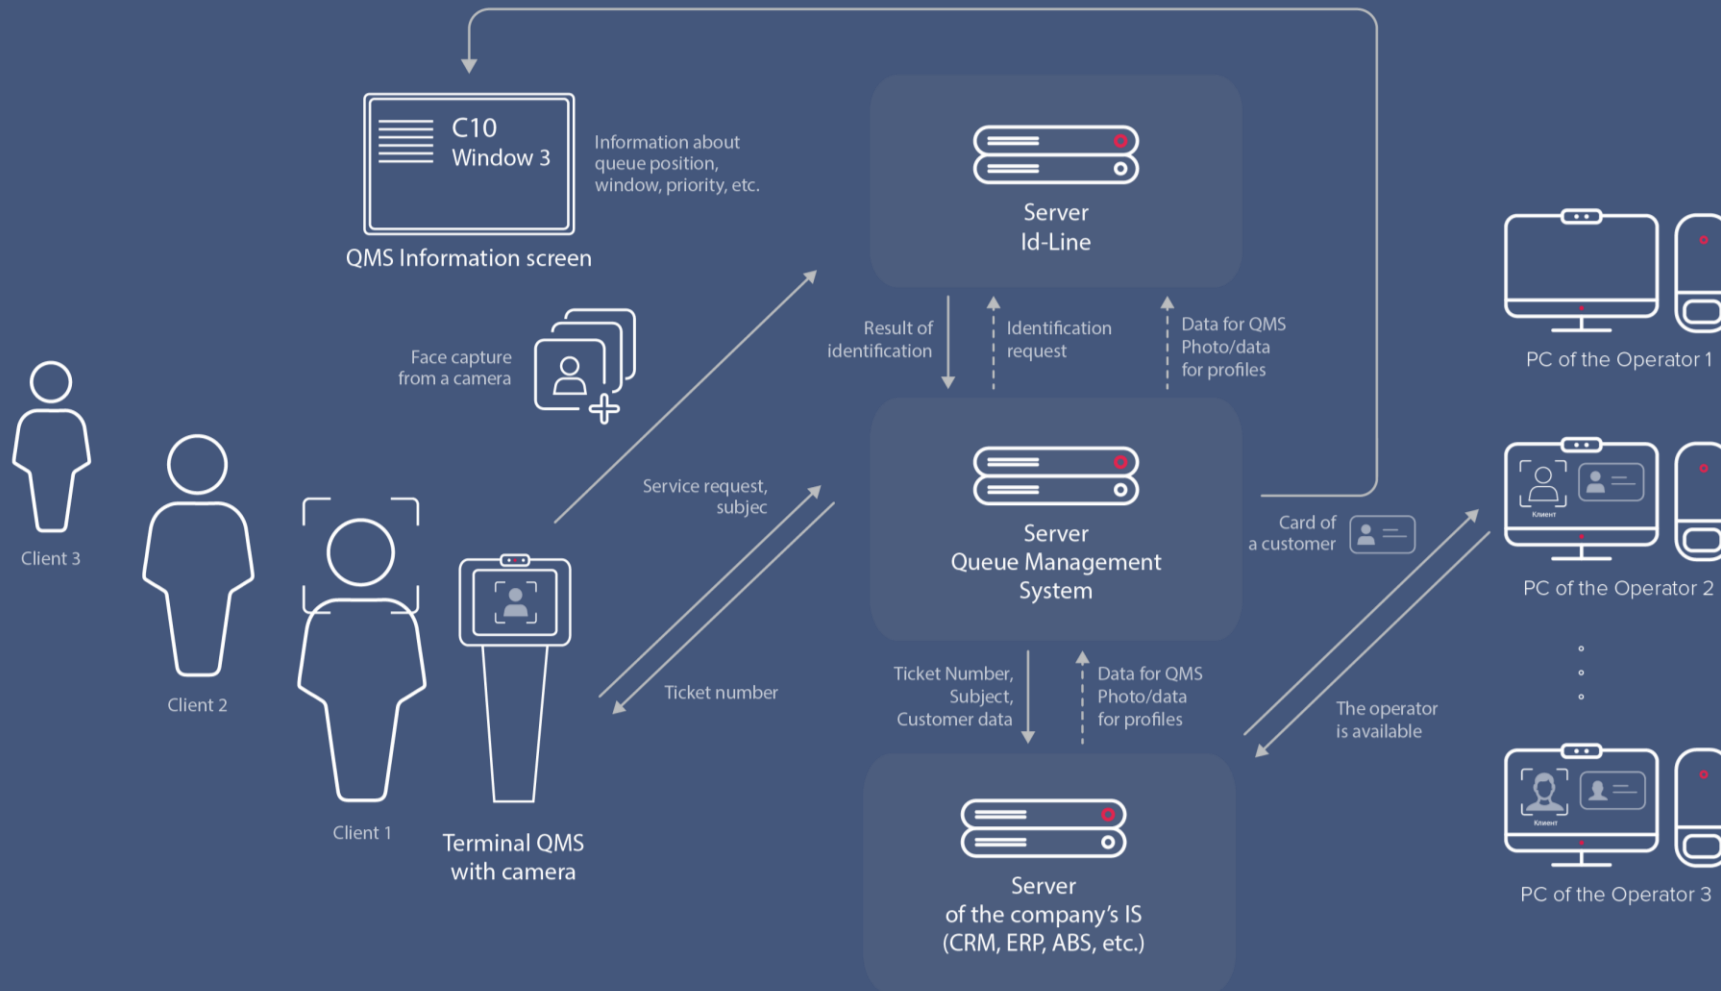 C10
Window 3
Information about
queue position,
window, priority, etc.
QMS Information screen
Server
Id-Line
Face capture
from a camera
Result of
identification
Identification
request
Data for QMS
Photo/data
for profiles
PC of the Operator 1
Service request,
subjec
Server
Queue Management
System
Card of
a customer
Клиент
PC of the Operator 2
Client 3
Client 2
Client 1
Terminal QMS
with camera
Ticket number
Ticket Number,
Subject,
Customer data
Data for QMS
Photo/data
for profiles
The operator
is available
Клиент
PC of the Operator 3
Server
of the company's IS
(CRM, ERP, ABS, etc.)